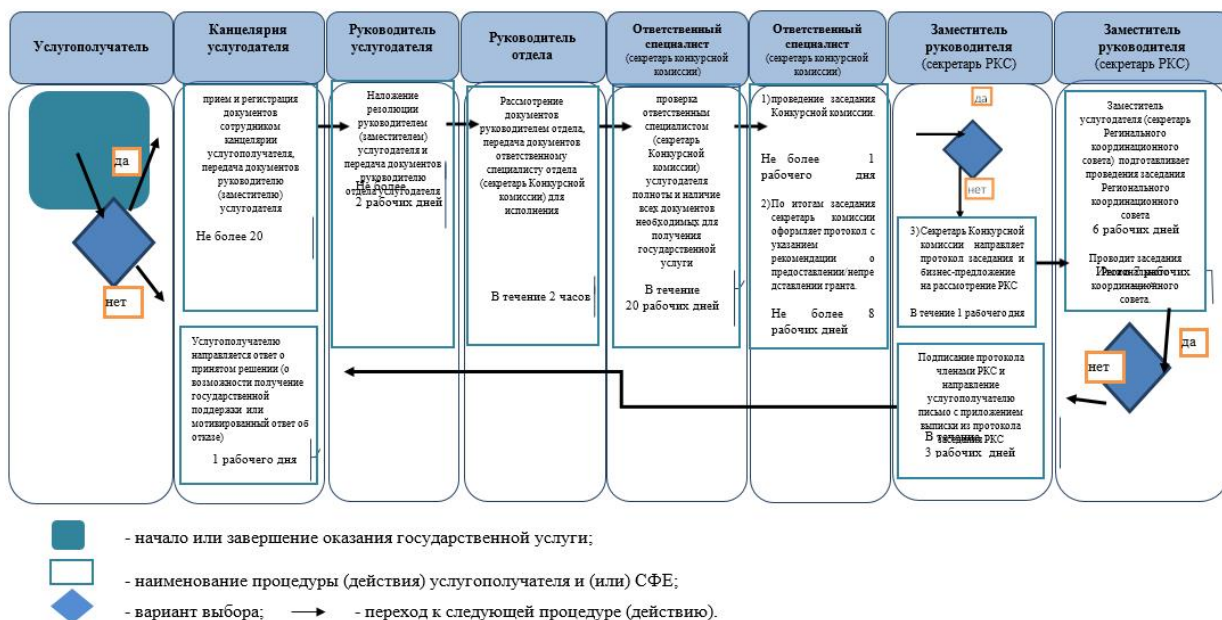 Услугополучатель
Канцелярия
услугодателя
Руководитель
услугодателя
Руководитель
отдела
Ответственный
специалист
(секретарь конкурсной
комиссии)
Ответственный
специалист
(секретарь конкурсной
комиссии)
Заместитель
руководителя
(секретарь РКС)
Заместитель
руководителя
(секретарь РКС)
да
нет
прием и регистрация
документов
сотрудником
канцелярии
услугополучателя,
передача документов
руководителю
(заместителю)
услугодателя
Не более 20
Услугополучателю
направляется ответ о
принятом решении (о
возможности получение
государственной
поддержки или
мотивированный ответ об
отказе)
1 рабочего дня
Наложение
резолюции
руководителем
(заместителем)
услугодателя и
передача документов
руководителю
отдела услугодателя
Не более
2 рабочих дней
Рассмотрение
документов
руководителем отдела,
передача документов
ответственному
специалисту отдела
(секретарь Конкурсной
комиссии) для
исполнения
В течение 2 часов
проверка
ответственным
специалистом
(секретарь
Конкурсной
комиссии)
услугодателя
полноты и наличие
всех документов
необходимых для
получения
государственной
услуги
В течение
20 рабочих дней
1) проведение заседания
Конкурсной комиссии.
Не более 1
рабочего дня
2) По итогам заседания
секретарь комиссии
оформляет протокол с
указанием
рекомендации о
предоставлении/непре
дставлении гранта.
Не более 8
рабочих дней
да
нет
3) Секретарь Конкурсной
комиссии направляет
протокол заседания и
бизнес-предложение
на рассмотрение РКС
В течение 1 рабочего дня
Подписание протокола
членами РКС и
направление
услугополучателю
письмо с приложением
выписки из протокола
заседания РКС
В течение
3 рабочих дней
Заместитель
услугодателя (секретарь
Регинального
координационного
совета) подготавливает
проведения заседания
Регионального
координационного
совета
6 рабочих дней
Проводит заседания
Регионального
координационного
совета.
да
нет
- начало или завершение оказания государственной услуги;
- наименование процедуры (действия) услугополучателя и (или) СФЕ;
- вариант выбора;
- переход к следующей процедуре (действию).